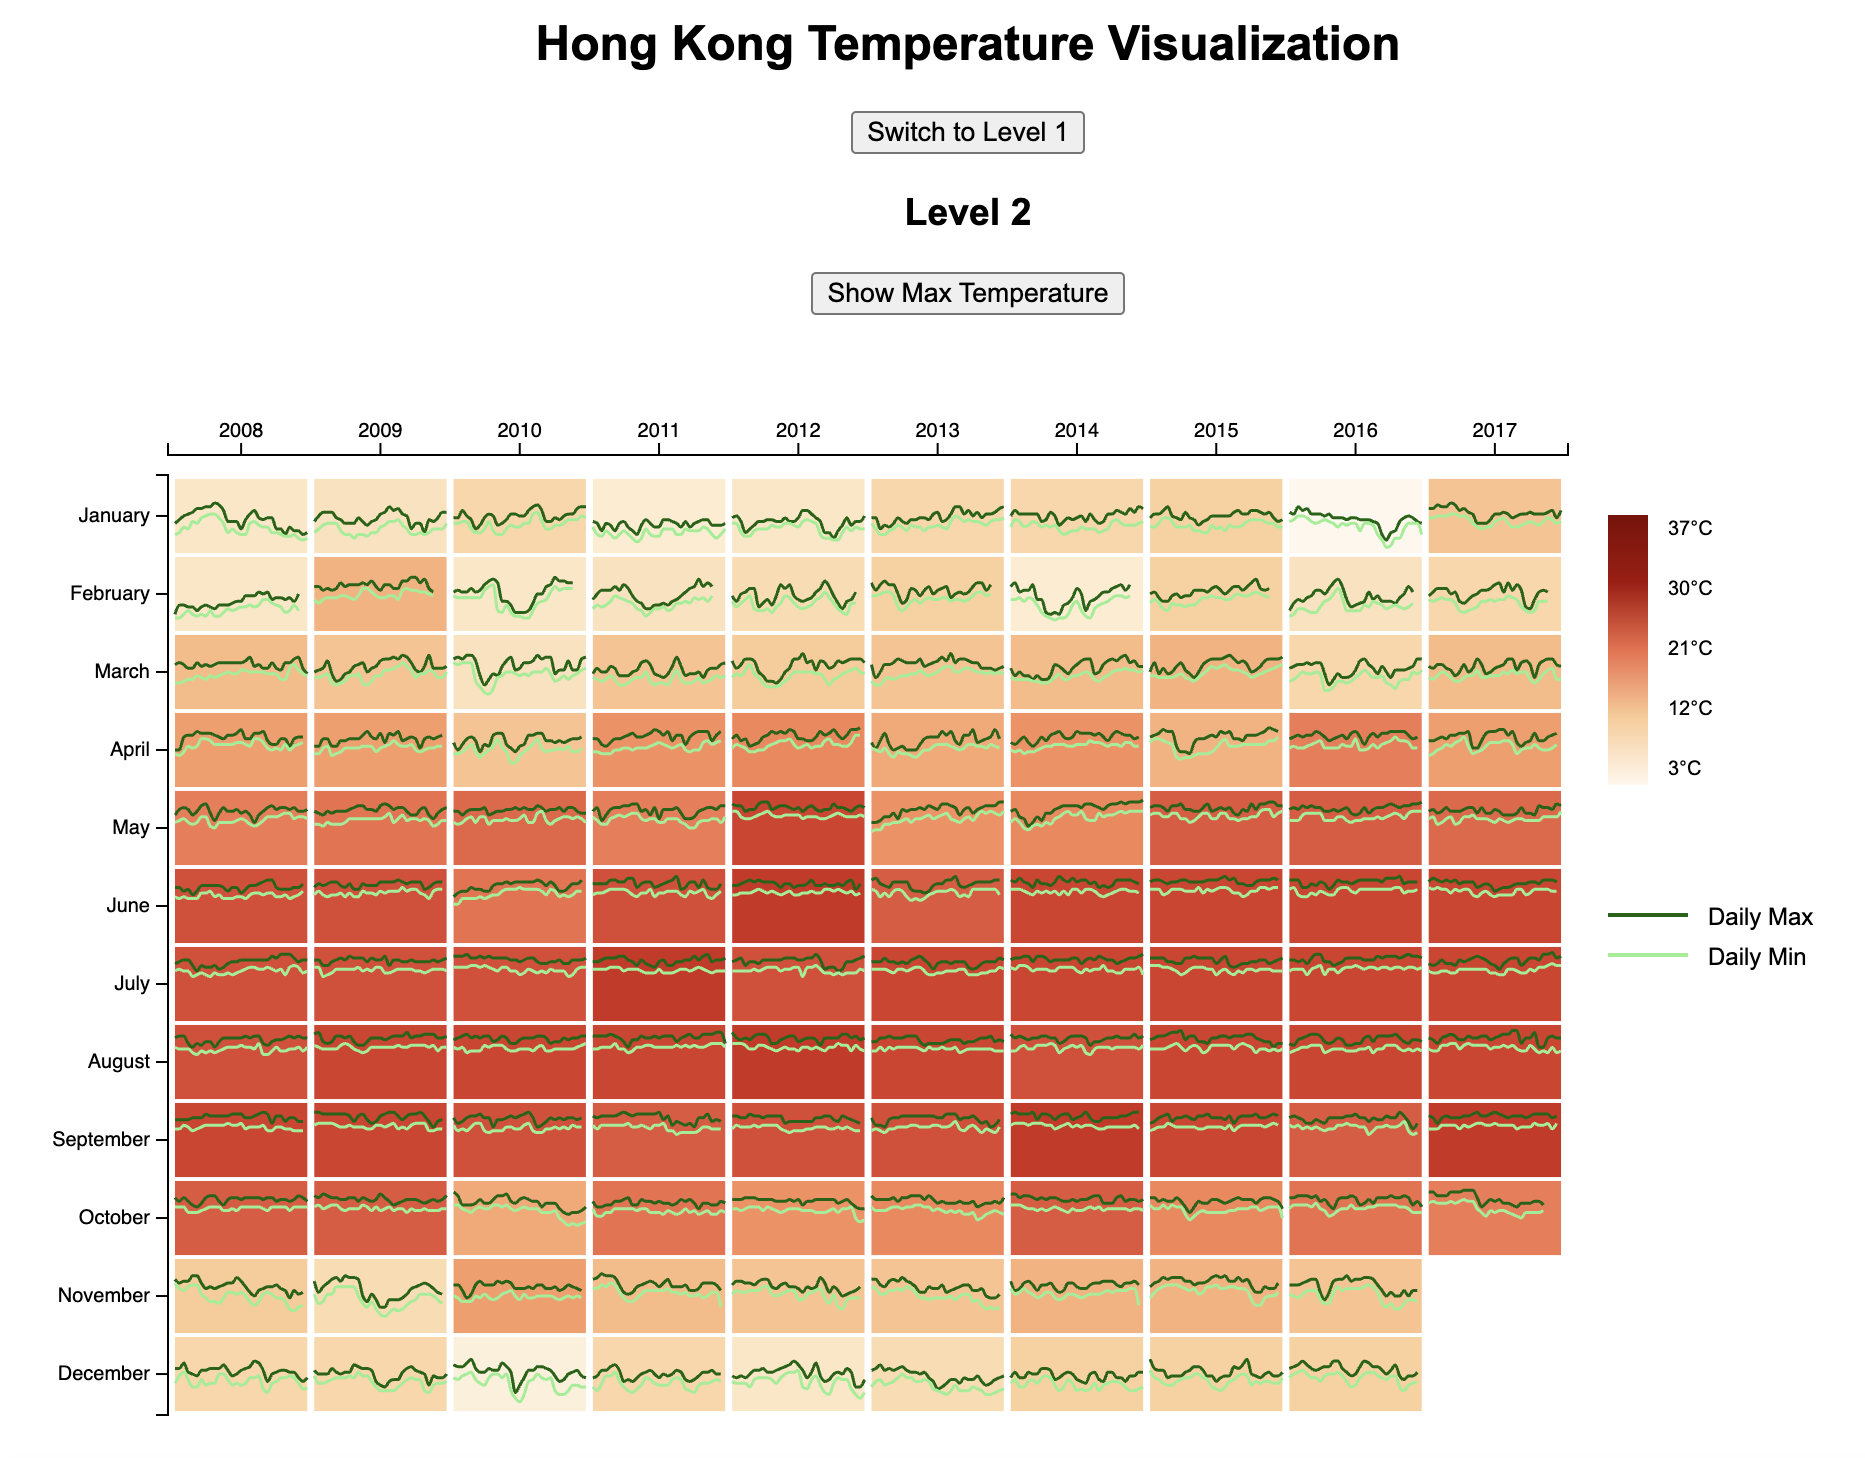 Hong Kong Temperature Visualization
Switch to Level 1
Level 2
Show Max Temperature
2008 2009 2010 2011 2012 2013 2014 2015 2016 2017
January
February
March
April
May
June
July
August
September
October
November
December
37°C
30°C
21°C
12°C
3°C
Daily Max
Daily Min